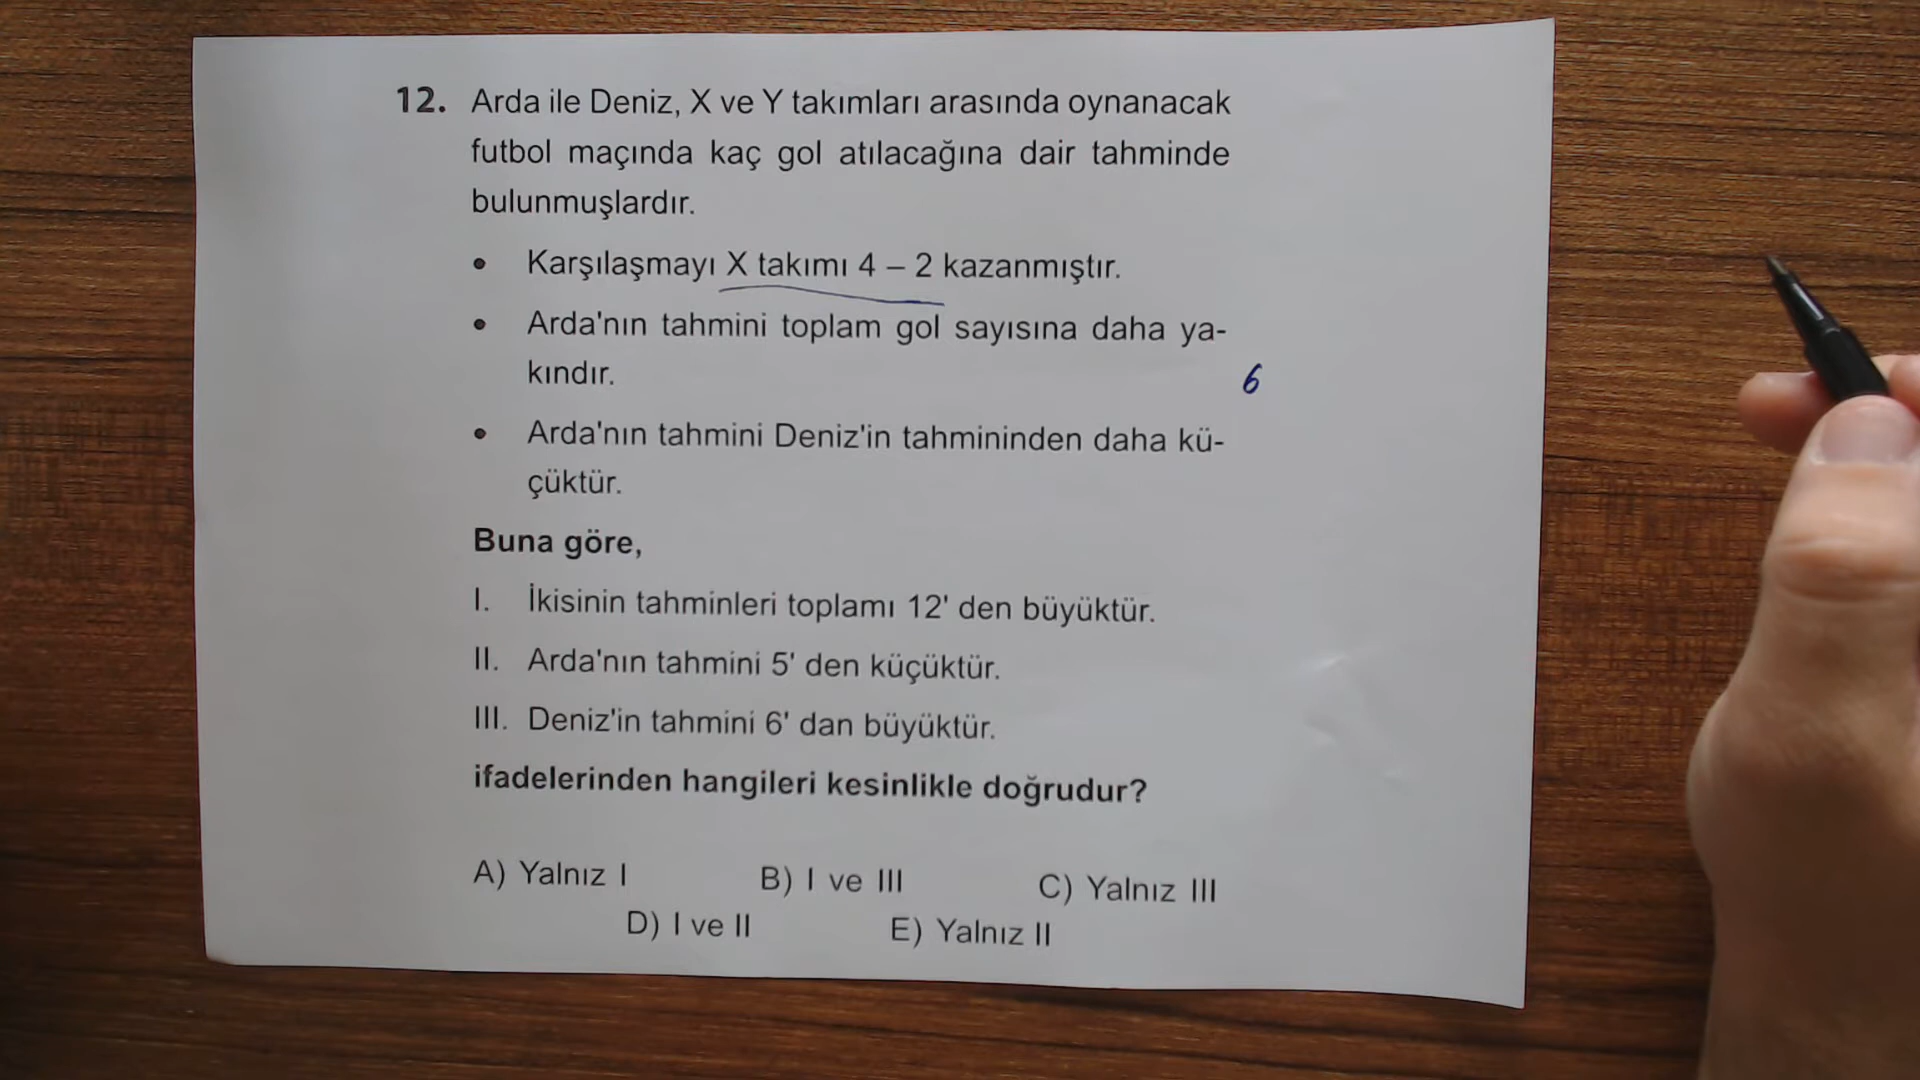 12. Arda ile Deniz, X ve Y takımları arasında oynanacak
futbol maçında kaç gol atılacağına dair tahminde
bulunmuşlardır.
• Karşılaşmayı X takımı 4 – 2 kazanmıştır.
• Arda'nın tahmini toplam gol sayısına daha ya-
kındır.
6
• Arda'nın tahmini Deniz'in tahmininden daha kü-
çüktür.
Buna göre,
I. İkisinin tahminleri toplamı 12' den büyüktür.
II. Arda'nın tahmini 5' den küçüktür.
III. Deniz'in tahmini 6' dan büyüktür.
ifadelerinden hangileri kesinlikle doğrudur?
A) Yalnız I B) I ve III C) Yalnız III
D) I ve II E) Yalnız II